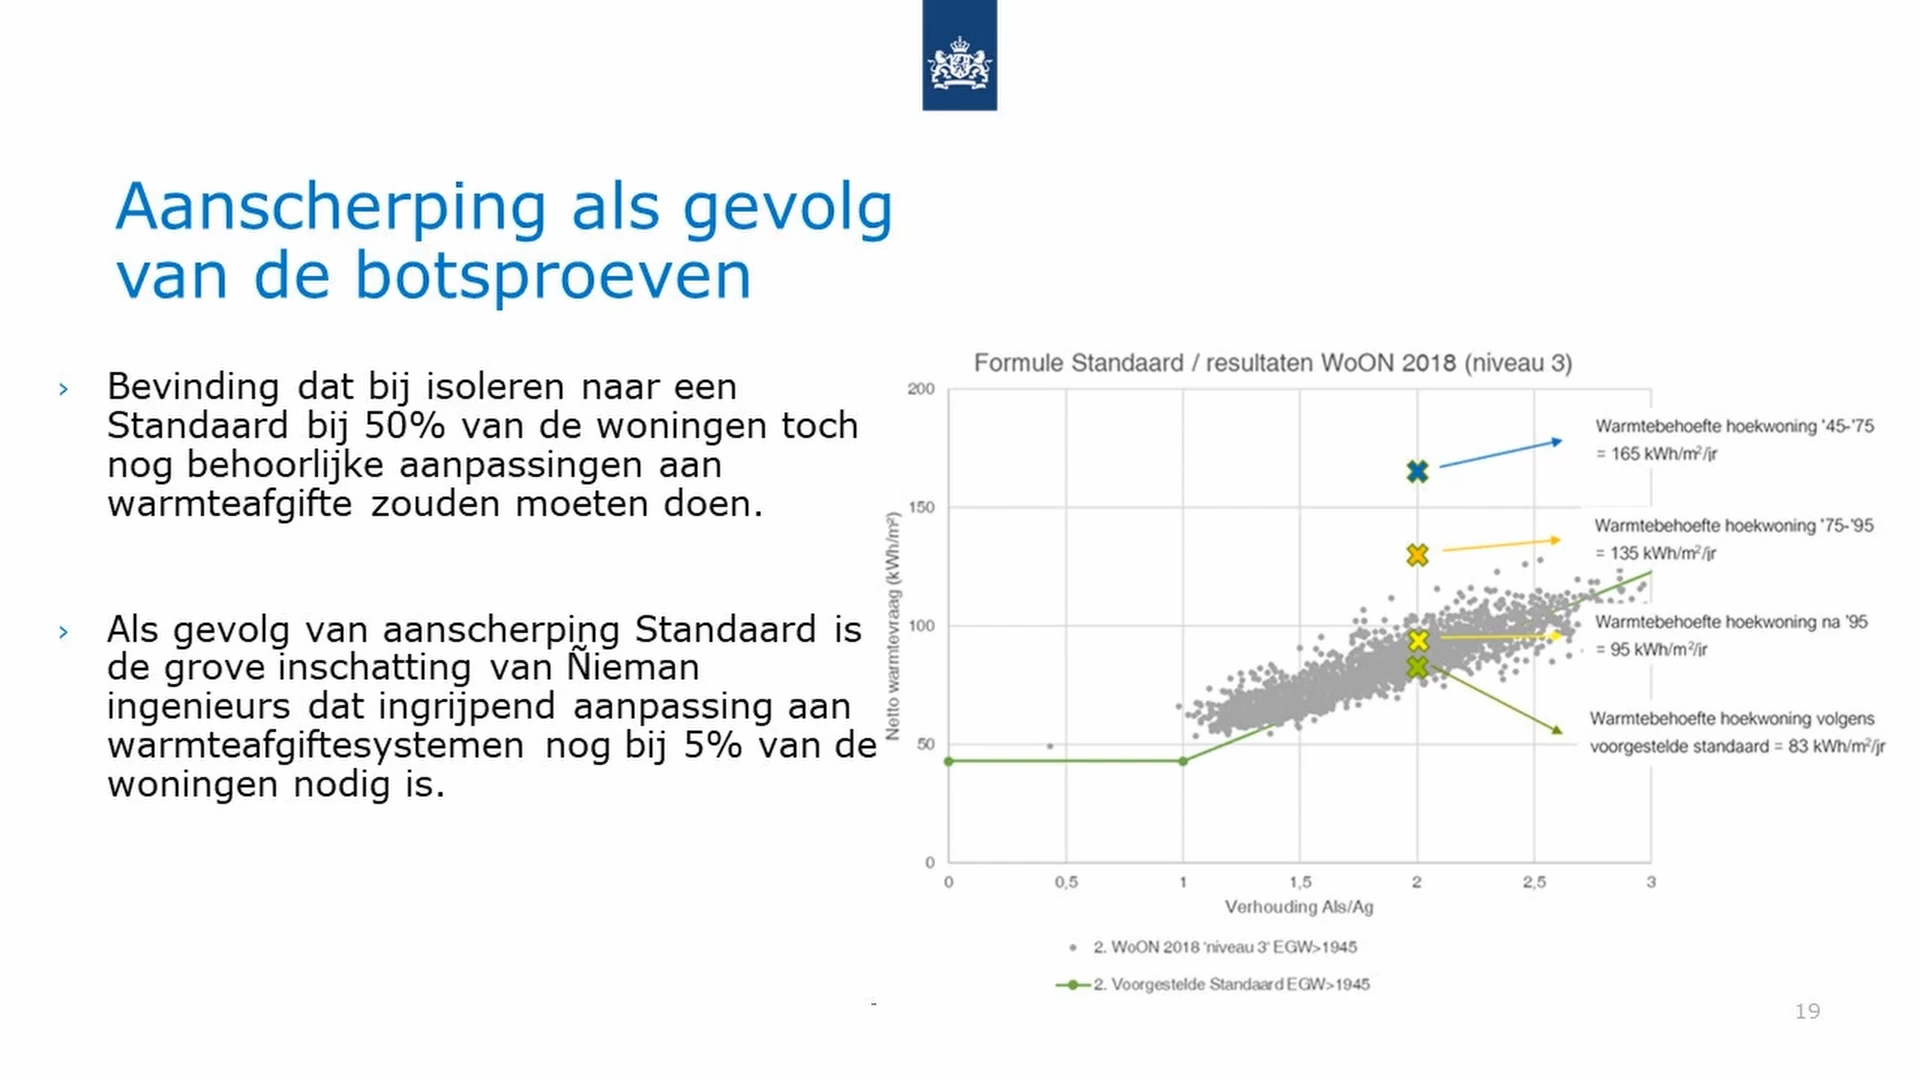 Aanscherping als gevolg
van de botsproeven
› Bevinding dat bij isoleren naar een
Standaard bij 50% van de woningen toch
nog behoorlijke aanpassingen aan
warmteafgifte zouden moeten doen.
› Als gevolg van aanscherping Standaard is
de grove inschatting van Ñieman
ingenieurs dat ingrijpend aanpassing aan
warmteafgiftesystemen nog bij 5% van de
woningen nodig is.
Formule Standaard / resultaten WoON 2018 (niveau 3)
Netto warmtevraag (kWh/m²)
200
150
100
50
0
0 0,5 1 1,5 2 2,5 3
Verhouding Als/Ag
Warmtebehoefte hoekwoning '45-'75
= 165 kWh/m²/jr
Warmtebehoefte hoekwoning '75-'95
= 135 kWh/m²/jr
Warmtebehoefte hoekwoning na '95
= 95 kWh/m²/jr
Warmtebehoefte hoekwoning volgens
voorgestelde standaard = 83 kWh/m²/jr
2. WoON 2018 'niveau 3' EGW>1945
2. Voorgestelde Standaard EGW>1945
-
19